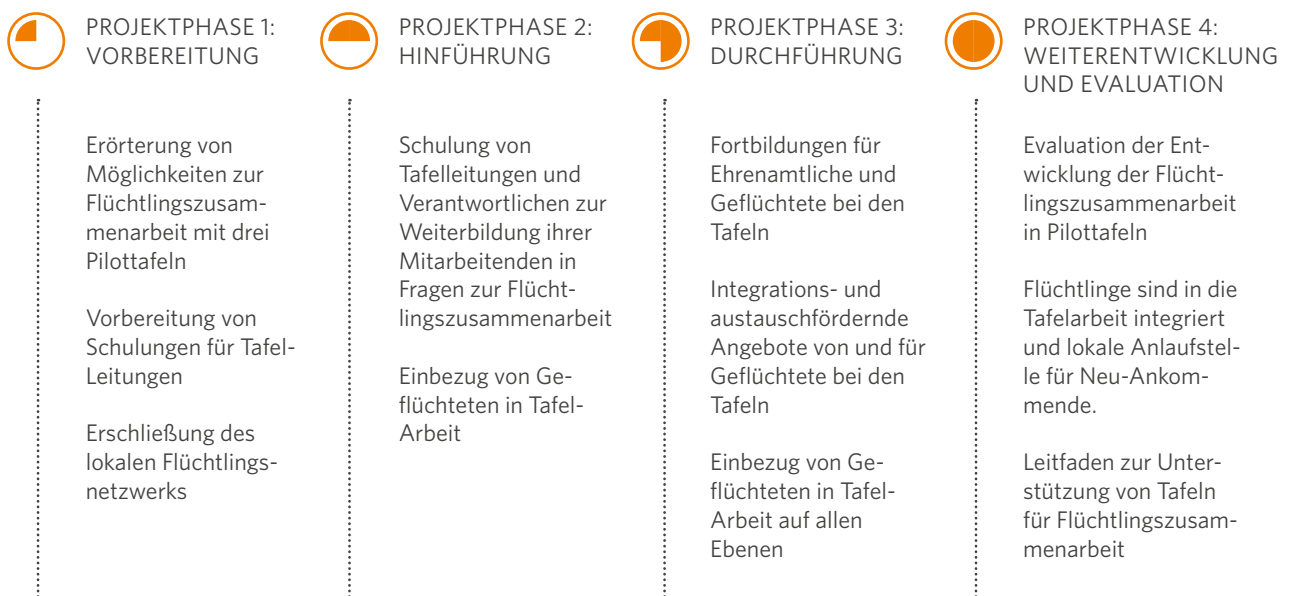 PROJEKTPHASE 1:
VORBEREITUNG
Erörterung von
Möglichkeiten zur
Flüchtlingszusam-
menarbeit mit drei
Pilottafeln
Vorbereitung von
Schulungen für Tafel-
Leitungen
Erschließung des
lokalen Flüchtlings-
netzwerks
PROJEKTPHASE 2:
HINFÜHRUNG
Schulung von
Tafelleitungen und
Verantwortlichen zur
Weiterbildung ihrer
Mitarbeitenden in
Fragen zur Flücht-
lingszusammenarbeit
Einbezug von Ge-
flüchteten in Tafel-
Arbeit
PROJEKTPHASE 3:
DURCHFÜHRUNG
Fortbildungen für
Ehrenamtliche und
Geflüchtete bei den
Tafeln
Integrations- und
austauschfördernde
Angebote von und für
Geflüchtete bei den
Tafeln
Einbezug von Ge-
flüchteten in Tafel-
Arbeit auf allen
Ebenen
PROJEKTPHASE 4:
WEITERENTWICKLUNG
UND EVALUATION
Evaluation der Ent-
wicklung der Flücht-
lingszusammenarbeit
in Pilottafeln
Flüchtlinge sind in die
Tafelarbeit integriert
und lokale Anlaufstel-
le für Neu-Ankom-
mende.
Leitfaden zur Unter-
stützung von Tafeln
für Flüchtlingszusam-
menarbeit